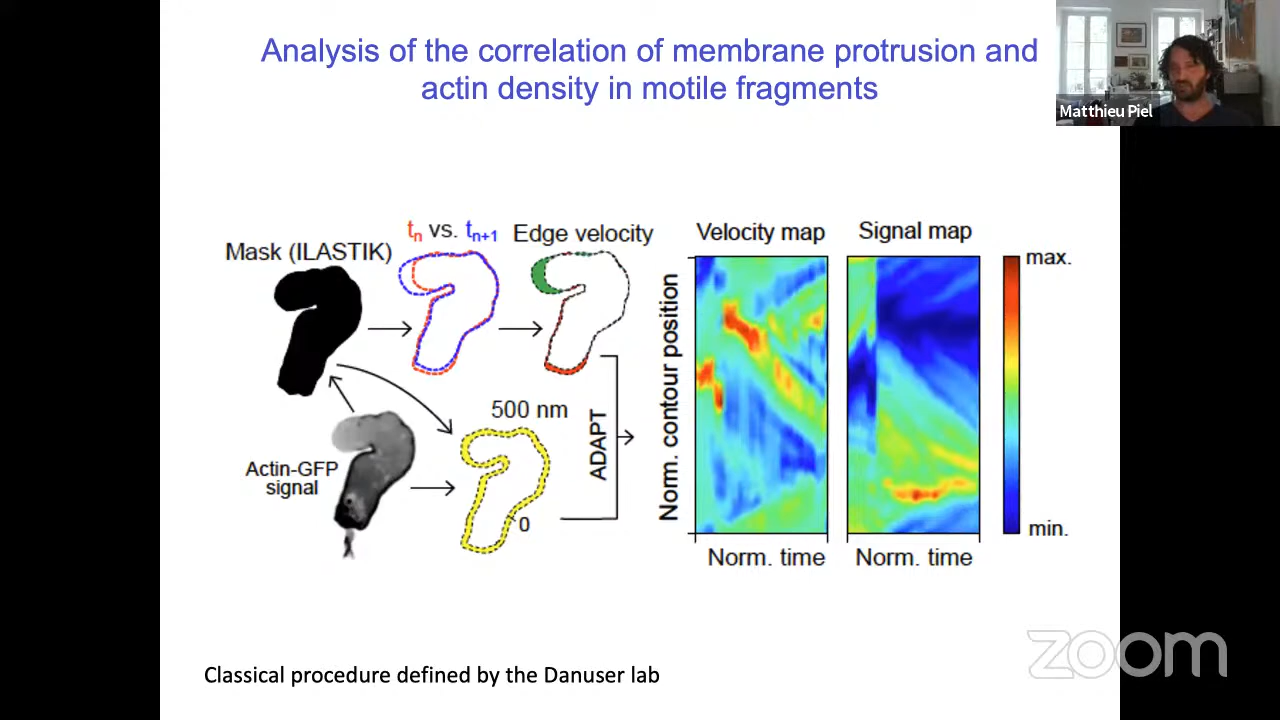 Analysis of the correlation of membrane protrusion and
actin density in motile fragments
Matthieu Piel
Mask (ILASTIK)
tn vs. tn+1
Edge velocity
Velocity map
Signal map
max.
Norm. contour position
500 nm
ADAPT
Actin-GFP
signal
0
min.
Norm. time
Norm. time
Classical procedure defined by the Danuser lab
zoom